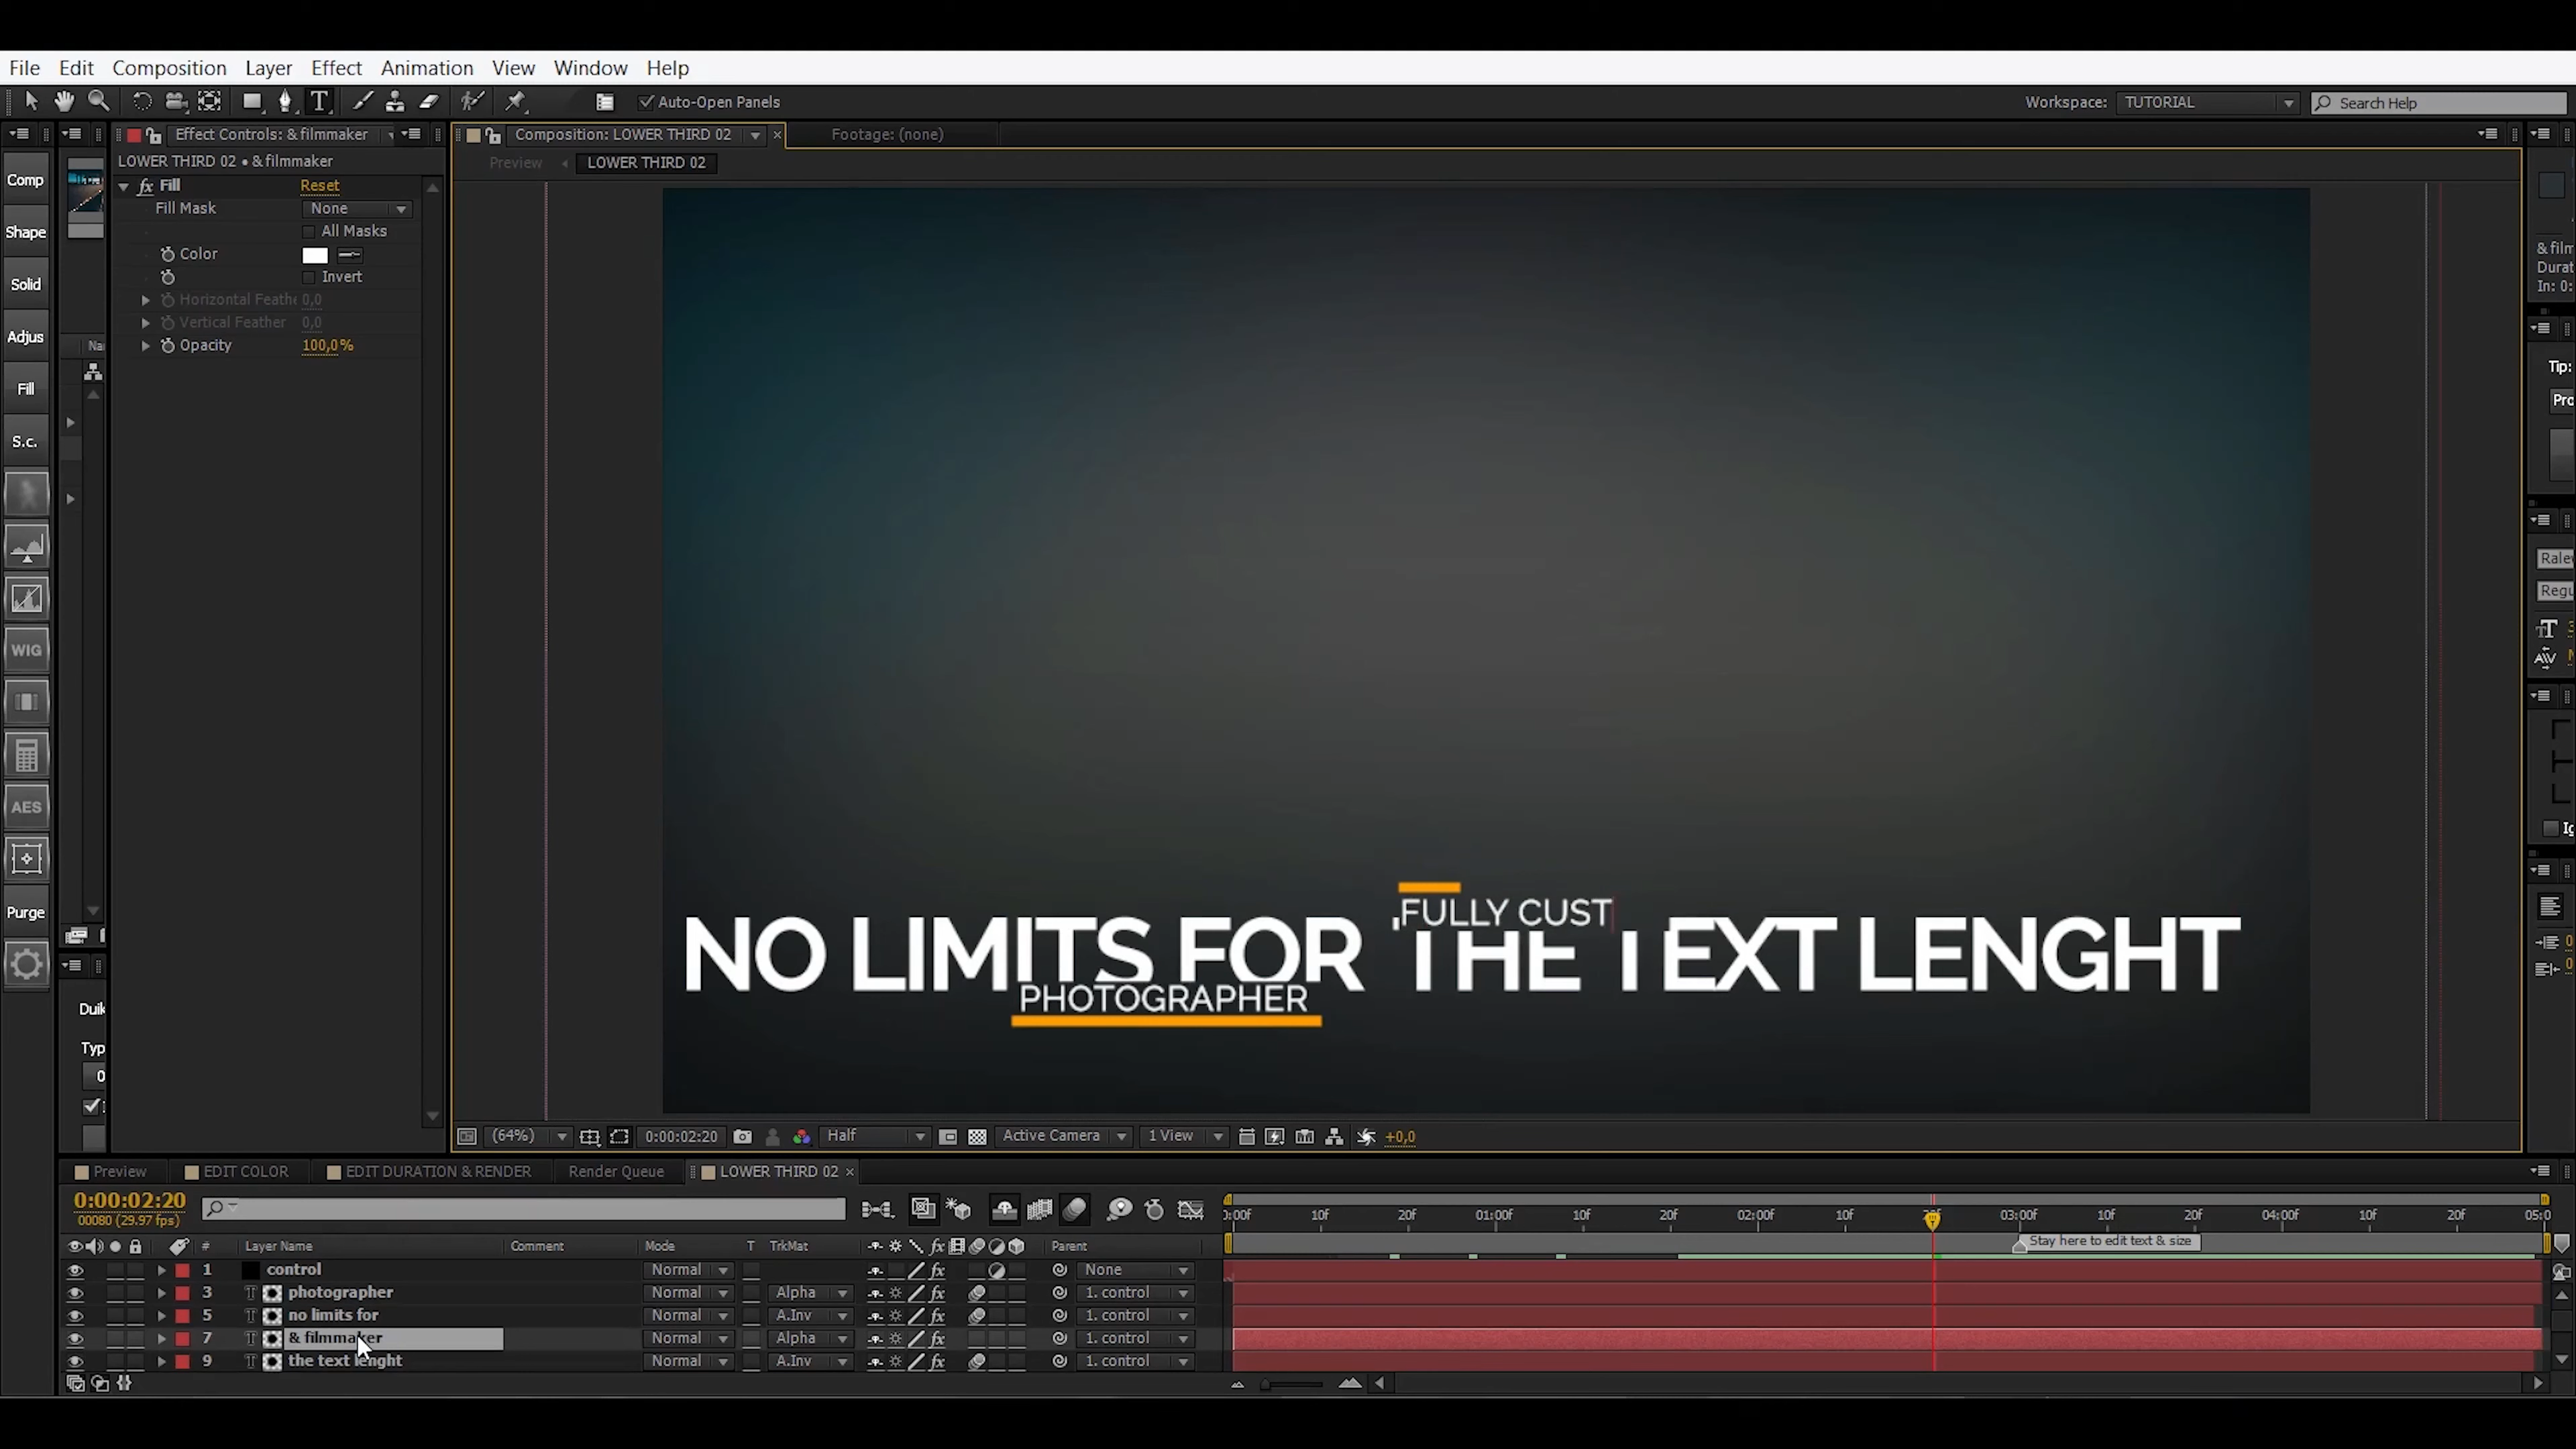 File Edit Composition Layer Effect Animation View Window Help
Auto-Open Panels
Workspace: TUTORIAL
Search Help
Effect Controls: & filmmaker
Composition: LOWER THIRD 02
Footage: (none)
LOWER THIRD 02 • & filmmaker
Preview
LOWER THIRD 02
Comp
Shape
Solid
Adjus
Fill
S.c.
WIG
AES
Purge
fx Fill Reset
Fill Mask None
All Masks
Color
Invert
Horizontal Feathe 0,0
Vertical Feather 0,0
Opacity 100,0%
Na
Duik
Typ
0
& film
Durat
In: 0:
Tip:
Pro
Rale
Regu
Ig
FULLY CUST
NO LIMITS FOR THE TEXT LENGHT
PHOTOGRAPHER
(64%) 0:00:02:20 Half Active Camera 1 View +0,0
Preview EDIT COLOR EDIT DURATION & RENDER Render Queue LOWER THIRD 02
0:00:02:20
00080 (29.97 fps)
:00f 10f 20f 01:00f 10f 20f 02:00f 10f 20f 03:00f 10f 20f 04:00f 10f 20f 05:0
Stay here to edit text & size
# Layer Name Comment Mode T TrkMat fx Parent
1 control Normal fx None
3 T photographer Normal Alpha fx 1. control
5 T no limits for Normal A.Inv fx 1. control
7 T & filmmaker Normal Alpha fx 1. control
9 T the text lenght Normal A.Inv fx 1. control